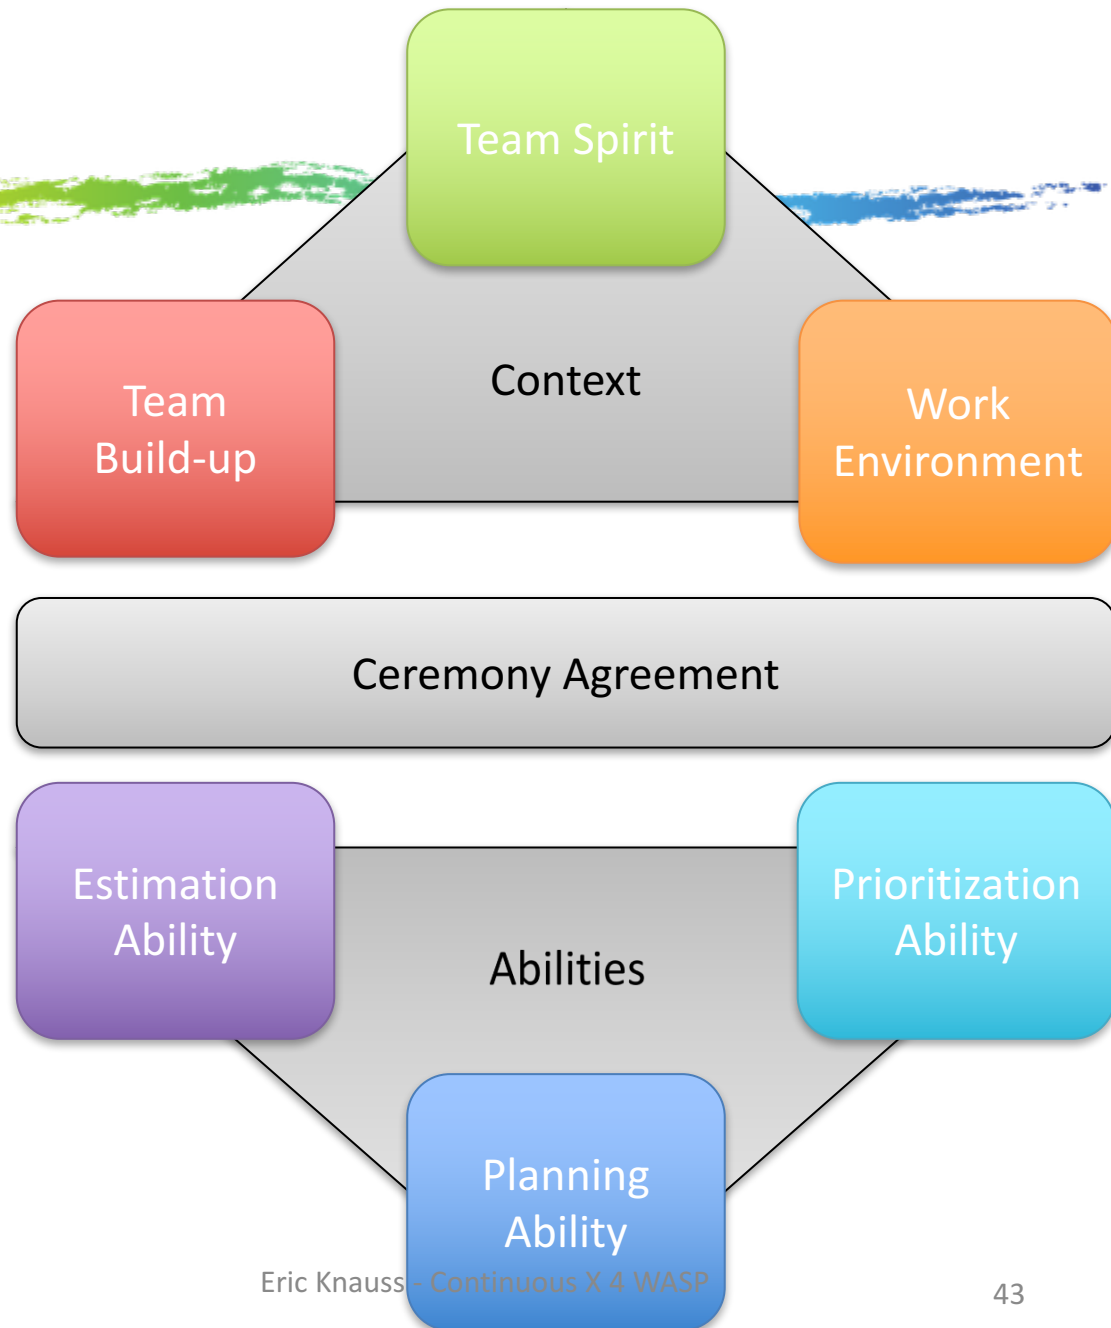 Team Spirit
Context
Team
Build-up
Work
Environment
Ceremony Agreement
Estimation
Ability
Prioritization
Ability
Abilities
Planning
Ability
Eric Knauss - Continuous X 4 WASP
43